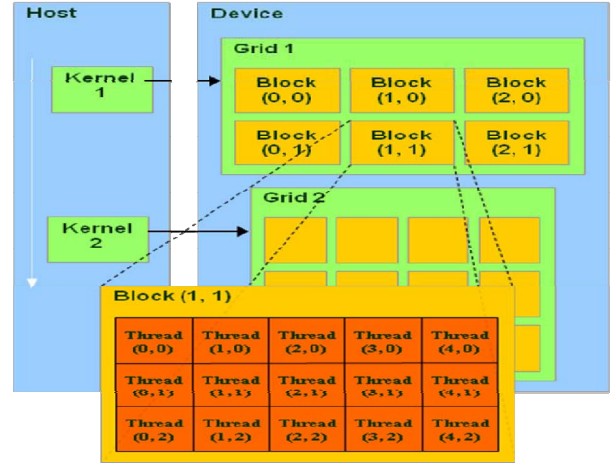 Host
Device
Grid 1
Kernel
1
Block
(0, 0)
Block
(1, 0)
Block
(2, 0)
Block
(0, 1)
Block
(1, 1)
Block
(2, 1)
Grid 2
Kernel
2
Block (1, 1)
Thread
(0, 0)
Thread
(1, 0)
Thread
(2, 0)
Thread
(3, 0)
Thread
(4, 0)
Thread
(0, 1)
Thread
(1, 1)
Thread
(2, 1)
Thread
(3, 1)
Thread
(4, 1)
Thread
(0, 2)
Thread
(1, 2)
Thread
(2, 2)
Thread
(3, 2)
Thread
(4, 2)